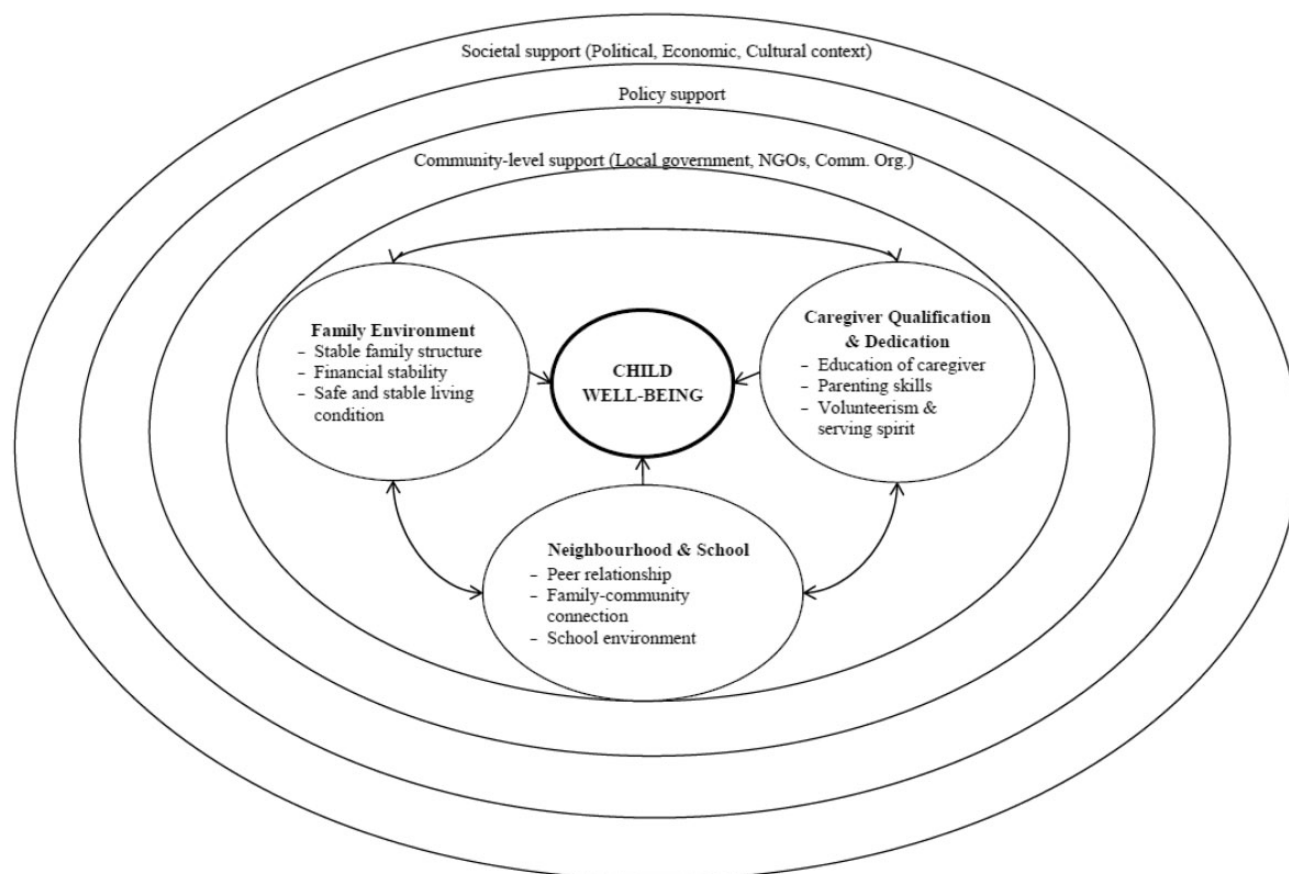 Societal support (Political, Economic, Cultural context)
Policy support
Community-level support (Local government, NGOs, Comm. Org.)
Family Environment
- Stable family structure
- Financial stability
- Safe and stable living
condition
CHILD
WELL-BEING
Caregiver Qualification
& Dedication
- Education of caregiver
- Parenting skills
- Volunteerism &
serving spirit
Neighbourhood & School
- Peer relationship
- Family-community
connection
- School environment